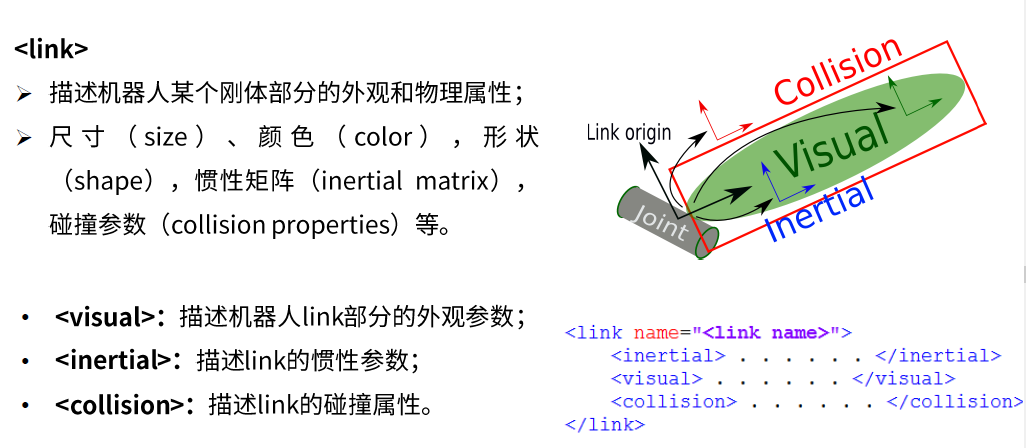 <link>
➢ 描述机器人某个刚体部分的外观和物理属性；
➢ 尺寸（size）、颜色（color），形状
（shape），惯性矩阵（inertial matrix），
碰撞参数（collision properties）等。
• <visual>：描述机器人link部分的外观参数；
• <inertial>：描述link的惯性参数；
• <collision>：描述link的碰撞属性。
Collision
Link origin
Visual
Joint
Inertial
<link name="<link name>">
<inertial> . . . . . . </inertial>
<visual> . . . . . . </visual>
<collision> . . . . . . </collision>
</link>